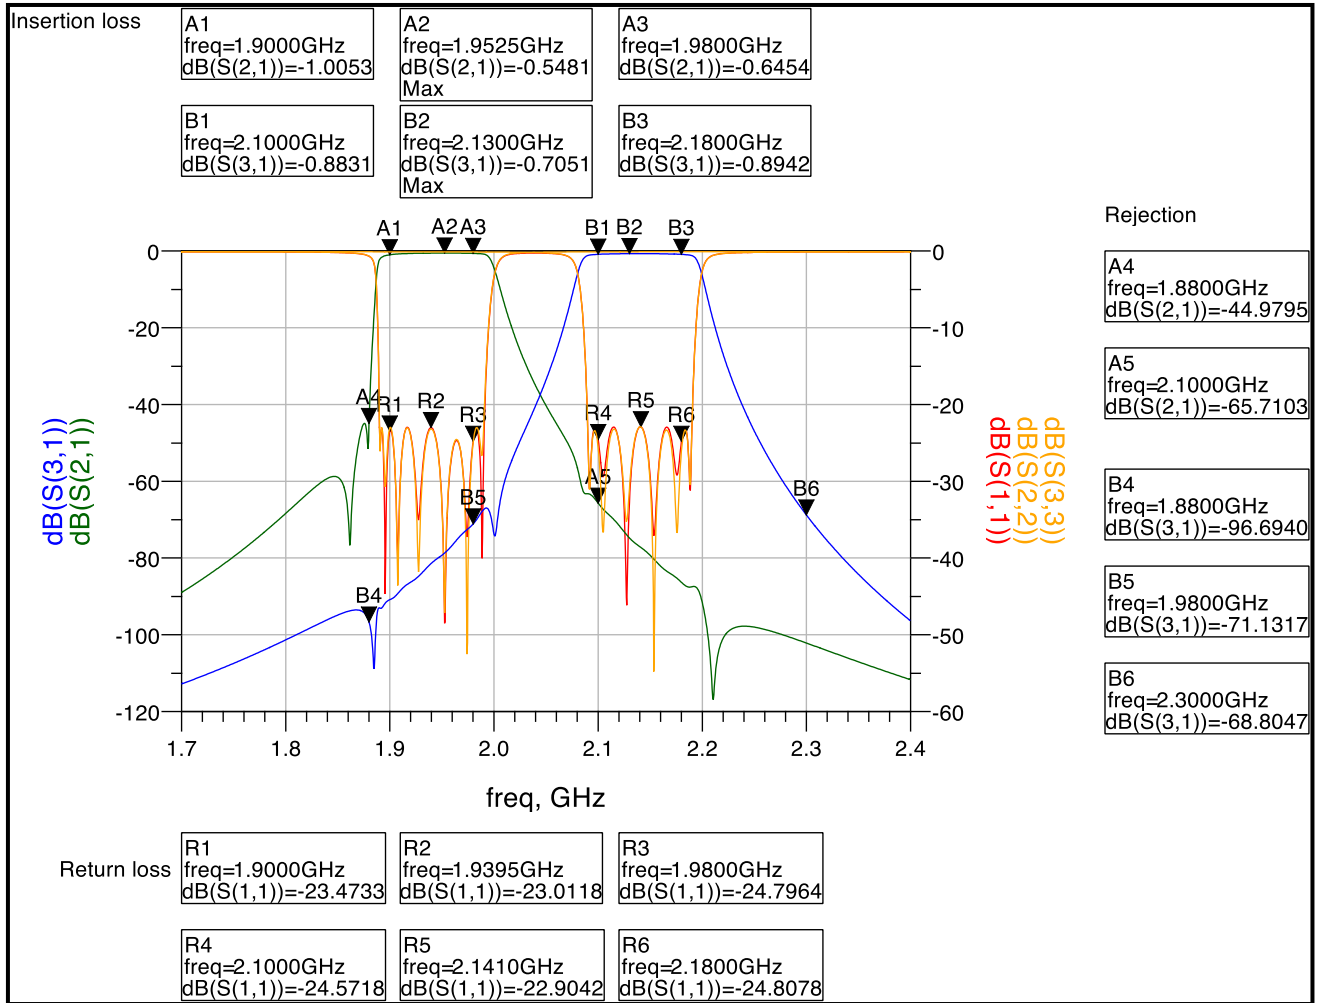 Insertion loss
A1
freq=1.9000GHz
dB(S(2,1))=-1.0053
A2
freq=1.9525GHz
dB(S(2,1))=-0.5481
Max
A3
freq=1.9800GHz
dB(S(2,1))=-0.6454
B1
freq=2.1000GHz
dB(S(3,1))=-0.8831
B2
freq=2.1300GHz
dB(S(3,1))=-0.7051
Max
B3
freq=2.1800GHz
dB(S(3,1))=-0.8942
Rejection
A4
freq=1.8800GHz
dB(S(2,1))=-44.9795
A5
freq=2.1000GHz
dB(S(2,1))=-65.7103
B4
freq=1.8800GHz
dB(S(3,1))=-96.6940
B5
freq=1.9800GHz
dB(S(3,1))=-71.1317
B6
freq=2.3000GHz
dB(S(3,1))=-68.8047
A1 A2 A3 B1 B2 B3
A4 R1 R2 R3 R4 R5 R6
A5
B5 B6
B4
0
-20
-40
-60
-80
-100
-120
0
-10
-20
-30
-40
-50
-60
dB(S(3,1))
dB(S(2,1))
dB(S(1,1))
dB(S(2,2))
dB(S(3,3))
1.7 1.8 1.9 2.0 2.1 2.2 2.3 2.4
freq, GHz
Return loss
R1
freq=1.9000GHz
dB(S(1,1))=-23.4733
R2
freq=1.9395GHz
dB(S(1,1))=-23.0118
R3
freq=1.9800GHz
dB(S(1,1))=-24.7964
R4
freq=2.1000GHz
dB(S(1,1))=-24.5718
R5
freq=2.1410GHz
dB(S(1,1))=-22.9042
R6
freq=2.1800GHz
dB(S(1,1))=-24.8078